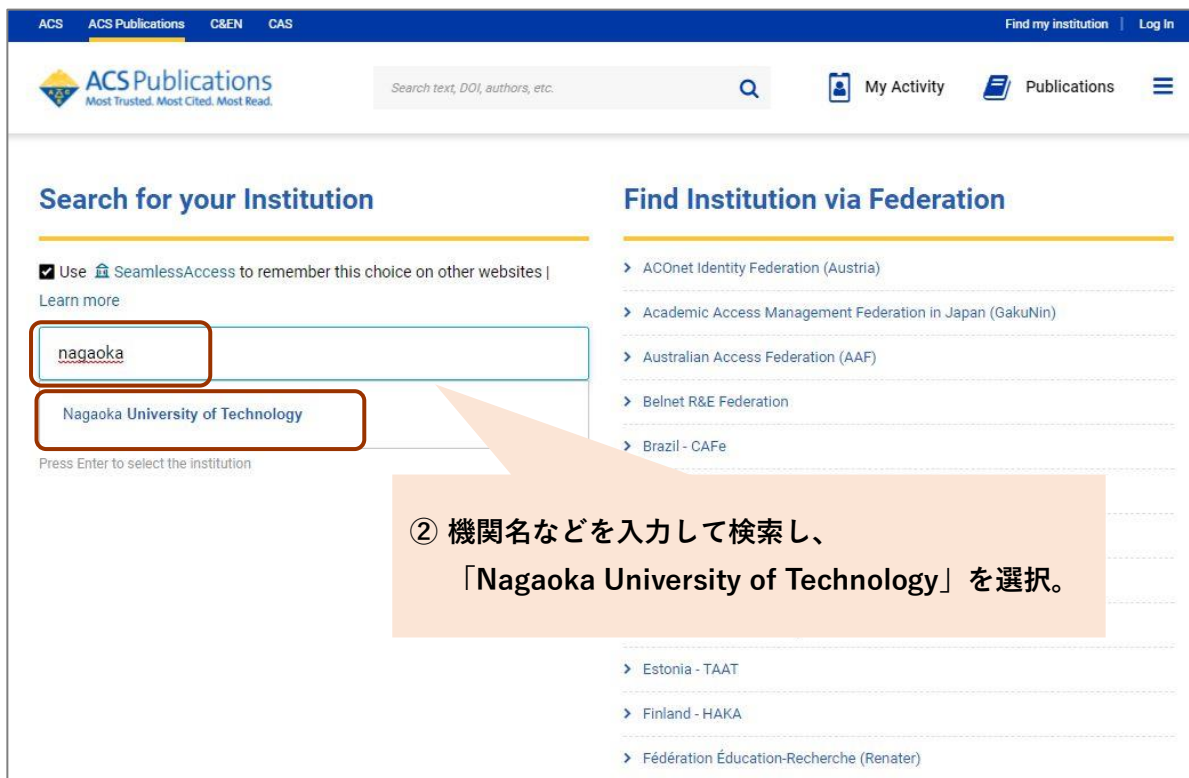 ACS ACS Publications C&EN CAS Find my institution | Log In
ACS Publications
Most Trusted. Most Cited. Most Read.
Search text, DOI, authors, etc.
My Activity
Publications
Search for your Institution
Use SeamlessAccess to remember this choice on other websites |
Learn more
nagaoka
Nagaoka University of Technology
Press Enter to select the institution
Find Institution via Federation
ACOnet Identity Federation (Austria)
Academic Access Management Federation in Japan (GakuNin)
Australian Access Federation (AAF)
Belnet R&E Federation
Brazil - CAFe
② 機関名などを入力して検索し、
「Nagaoka University of Technology」を選択。
Estonia - TAAT
Finland - HAKA
Fédération Éducation-Recherche (Renater)